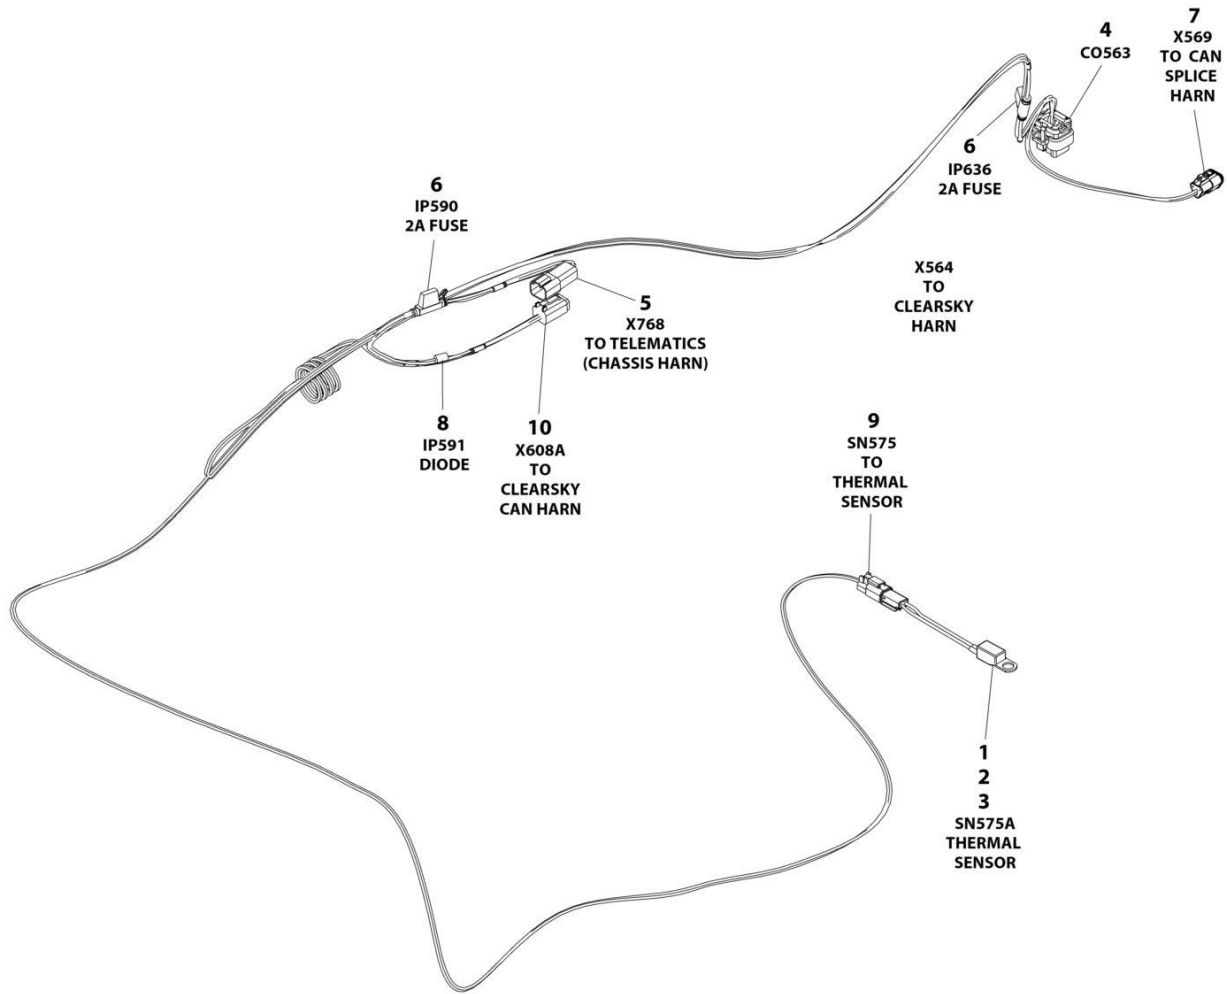 7
X569
TO CAN
SPLICE
HARN
4
CO563
6
IP636
2A FUSE
6
IP590
2A FUSE
X564
TO
CLEARSKY
HARN
5
X768
TO TELEMATICS
(CHASSIS HARN)
8
IP591
DIODE
10
X608A
TO
CLEARSKY
CAN HARN
9
SN575
TO
THERMAL
SENSOR
1
2
3
SN575A
THERMAL
SENSOR